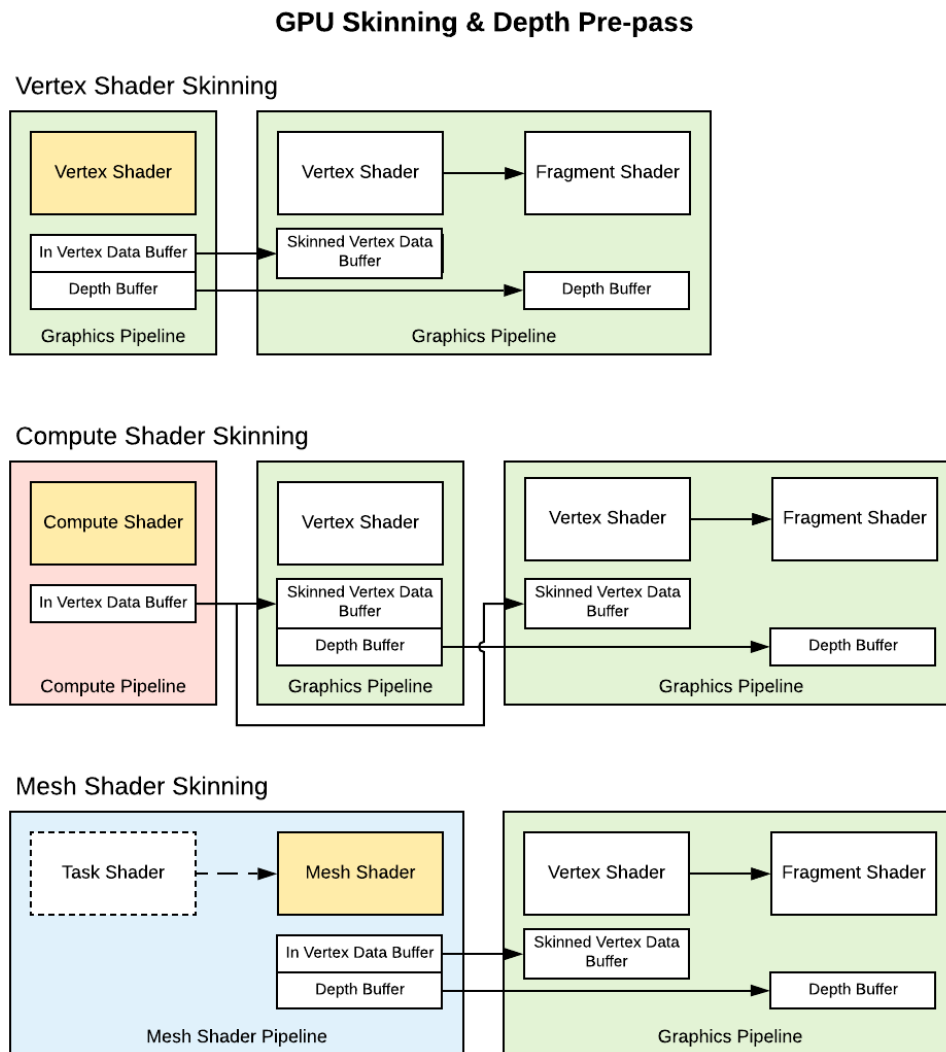 GPU Skinning & Depth Pre-pass
Vertex Shader Skinning
Vertex Shader
Vertex Shader
Fragment Shader
In Vertex Data Buffer
Skinned Vertex Data
Buffer
Depth Buffer
Depth Buffer
Graphics Pipeline
Graphics Pipeline
Compute Shader Skinning
Compute Shader
Vertex Shader
Vertex Shader
Fragment Shader
In Vertex Data Buffer
Skinned Vertex Data
Buffer
Skinned Vertex Data
Buffer
Depth Buffer
Depth Buffer
Compute Pipeline
Graphics Pipeline
Graphics Pipeline
Mesh Shader Skinning
Task Shader
Mesh Shader
Vertex Shader
Fragment Shader
In Vertex Data Buffer
Skinned Vertex Data
Buffer
Depth Buffer
Depth Buffer
Mesh Shader Pipeline
Graphics Pipeline